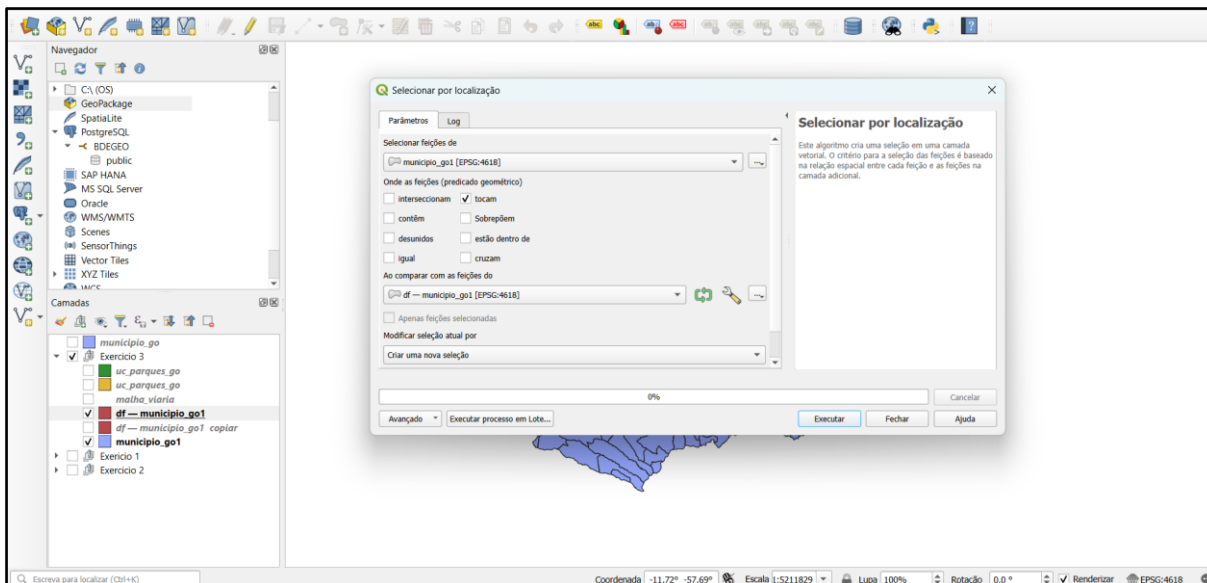 abc
abc
abc
Navegador
C:\ (OS)
GeoPackage
SpatiaLite
PostgreSQL
BDEGEO
public
SAP HANA
MS SQL Server
Oracle
WMS/WMTS
Scenes
SensorThings
Vector Tiles
XYZ Tiles
WCS
Camadas
municipio_go
Exercicio 3
uc_parques_go
uc_parques_go
malha_viaria
df — municipio_go1
df — municipio_go1 copiar
municipio_go1
Exericio 1
Exercicio 2
Selecionar por localização
Parâmetros Log
Selecionar feições de
municipio_go1 [EPSG:4618]
Onde as feições (predicado geométrico)
interseccionam tocam
contêm Sobrepõem
desunidos estão dentro de
igual cruzam
Ao comparar com as feições do
df — municipio_go1 [EPSG:4618]
Apenas feições selecionadas
Modificar seleção atual por
Criar uma nova seleção
Selecionar por localização
Este algoritmo cria uma seleção em uma camada
vetorial. O critério para a seleção das feições é baseado
na relação espacial entre cada feição e as feições na
camada adicional.
0% Cancelar
Avançado Executar processo em Lote... Executar Fechar Ajuda
Escreva para localizar (Ctrl+K) Coordenada -11.72° -57.69° Escala 1:5211829 Lupa 100% Rotação 0.0 ° Renderizar EPSG:4618